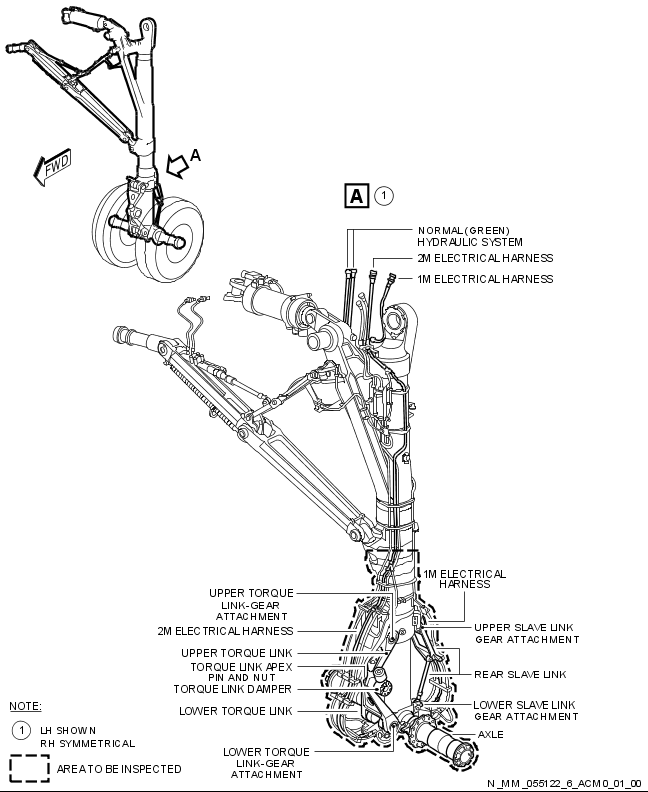 FWD
A
A 1
NORMAL(GREEN)
HYDRAULIC SYSTEM
2M ELECTRICAL HARNESS
1M ELECTRICAL HARNESS
1M ELECTRICAL
HARNESS
UPPER TORQUE
LINK-GEAR
ATTACHMENT
2M ELECTRICAL HARNESS
UPPER TORQUE LINK
TORQUE LINK APEX
PIN AND NUT
TORQUE LINK DAMPER
LOWER TORQUE LINK
LOWER TORQUE
LINK-GEAR
ATTACHMENT
UPPER SLAVE LINK
GEAR ATTACHMENT
REAR SLAVE LINK
LOWER SLAVE LINK
GEAR ATTACHMENT
AXLE
NOTE:
1 LH SHOWN
RH SYMMETRICAL
AREA TO BE INSPECTED
N_MM_055122_6_ACM0_01_00